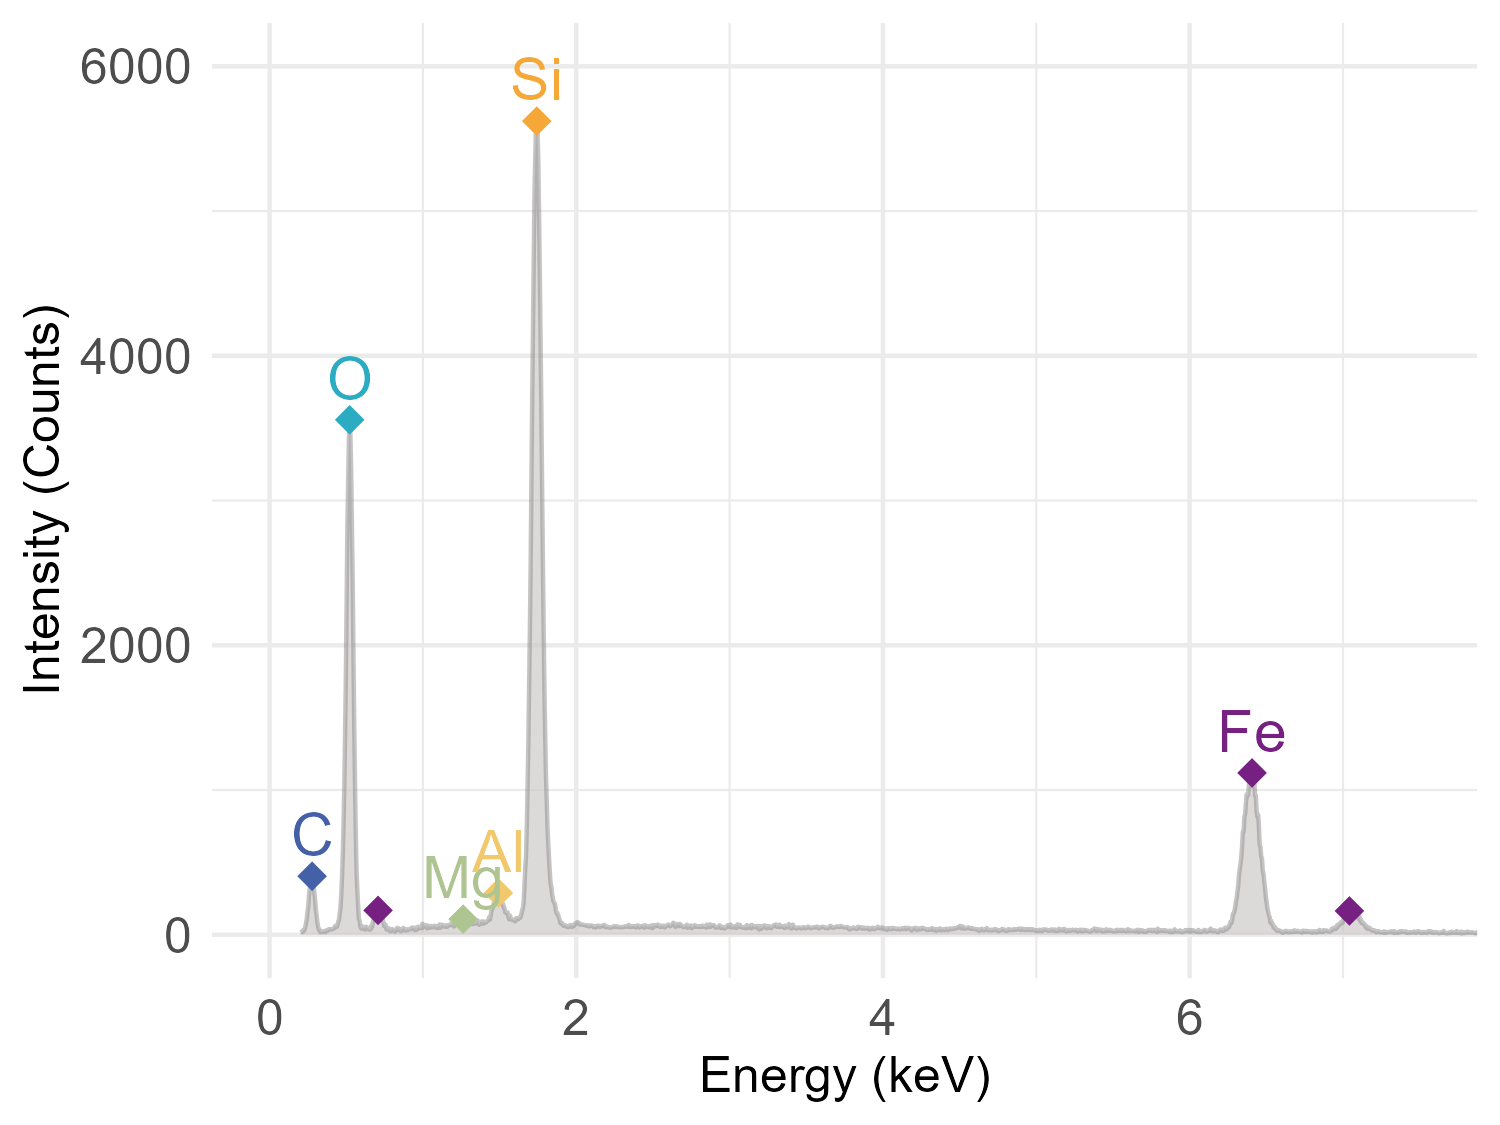 6000
Si
4000
O
2000
Fe
C
Al
Mg
0
0 2 4 6
Energy (keV)
Intensity (Counts)